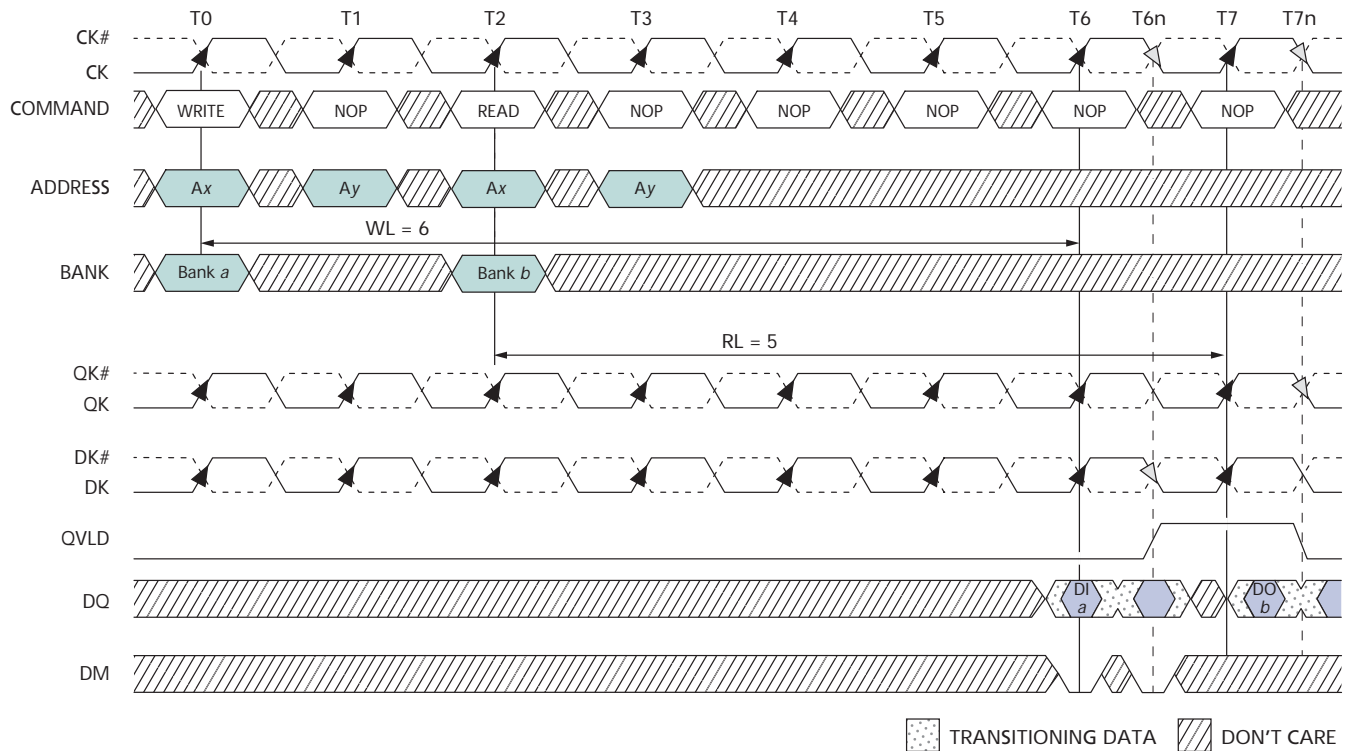 T0 T1 T2 T3 T4 T5 T6 T6n T7 T7n
CK#
CK
COMMAND WRITE NOP READ NOP NOP NOP NOP NOP
ADDRESS Ax Ay Ax Ay
WL = 6
BANK Bank a Bank b
RL = 5
QK#
QK
DK#
DK
QVLD
DQ DI a DO b
DM
TRANSITIONING DATA DON'T CARE